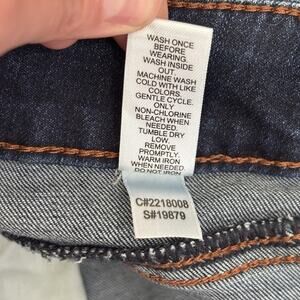 WASH ONCE
BEFORE
WEARING.
WASH INSIDE
OUT.
MACHINE WASH
COLD WITH LIKE
COLORS.
GENTLE CYCLE.
ONLY
NON-CHLORINE
BLEACH WHEN
NEEDED.
TUMBLE DRY
LOW.
REMOVE
PROMPTLY.
WARM IRON
WHEN NEEDED
DO NOT IRON
C#2218008
S#19879